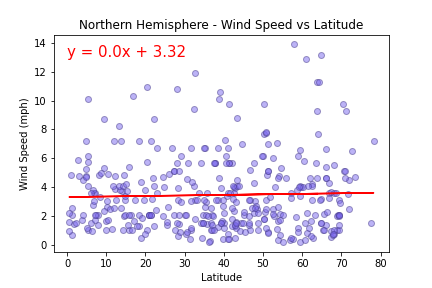 Northern Hemisphere - Wind Speed vs Latitude
y = 0.0x + 3.32
Wind Speed (mph)
14
12
10
8
6
4
2
0
0 10 20 30 40 50 60 70 80
Latitude